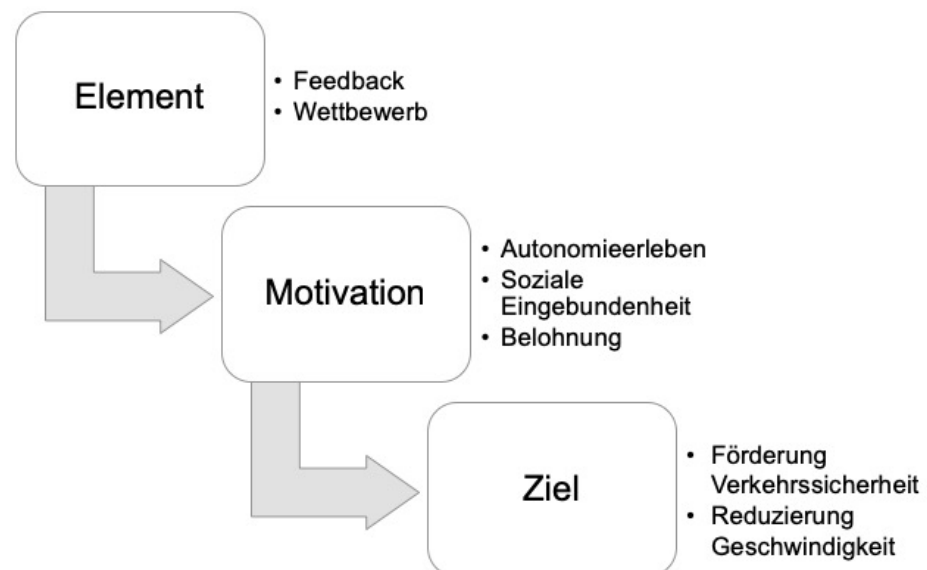 Element
• Feedback
• Wettbewerb
Motivation
• Autonomieerleben
• Soziale
Eingebundenheit
• Belohnung
Ziel
• Förderung
Verkehrssicherheit
• Reduzierung
Geschwindigkeit